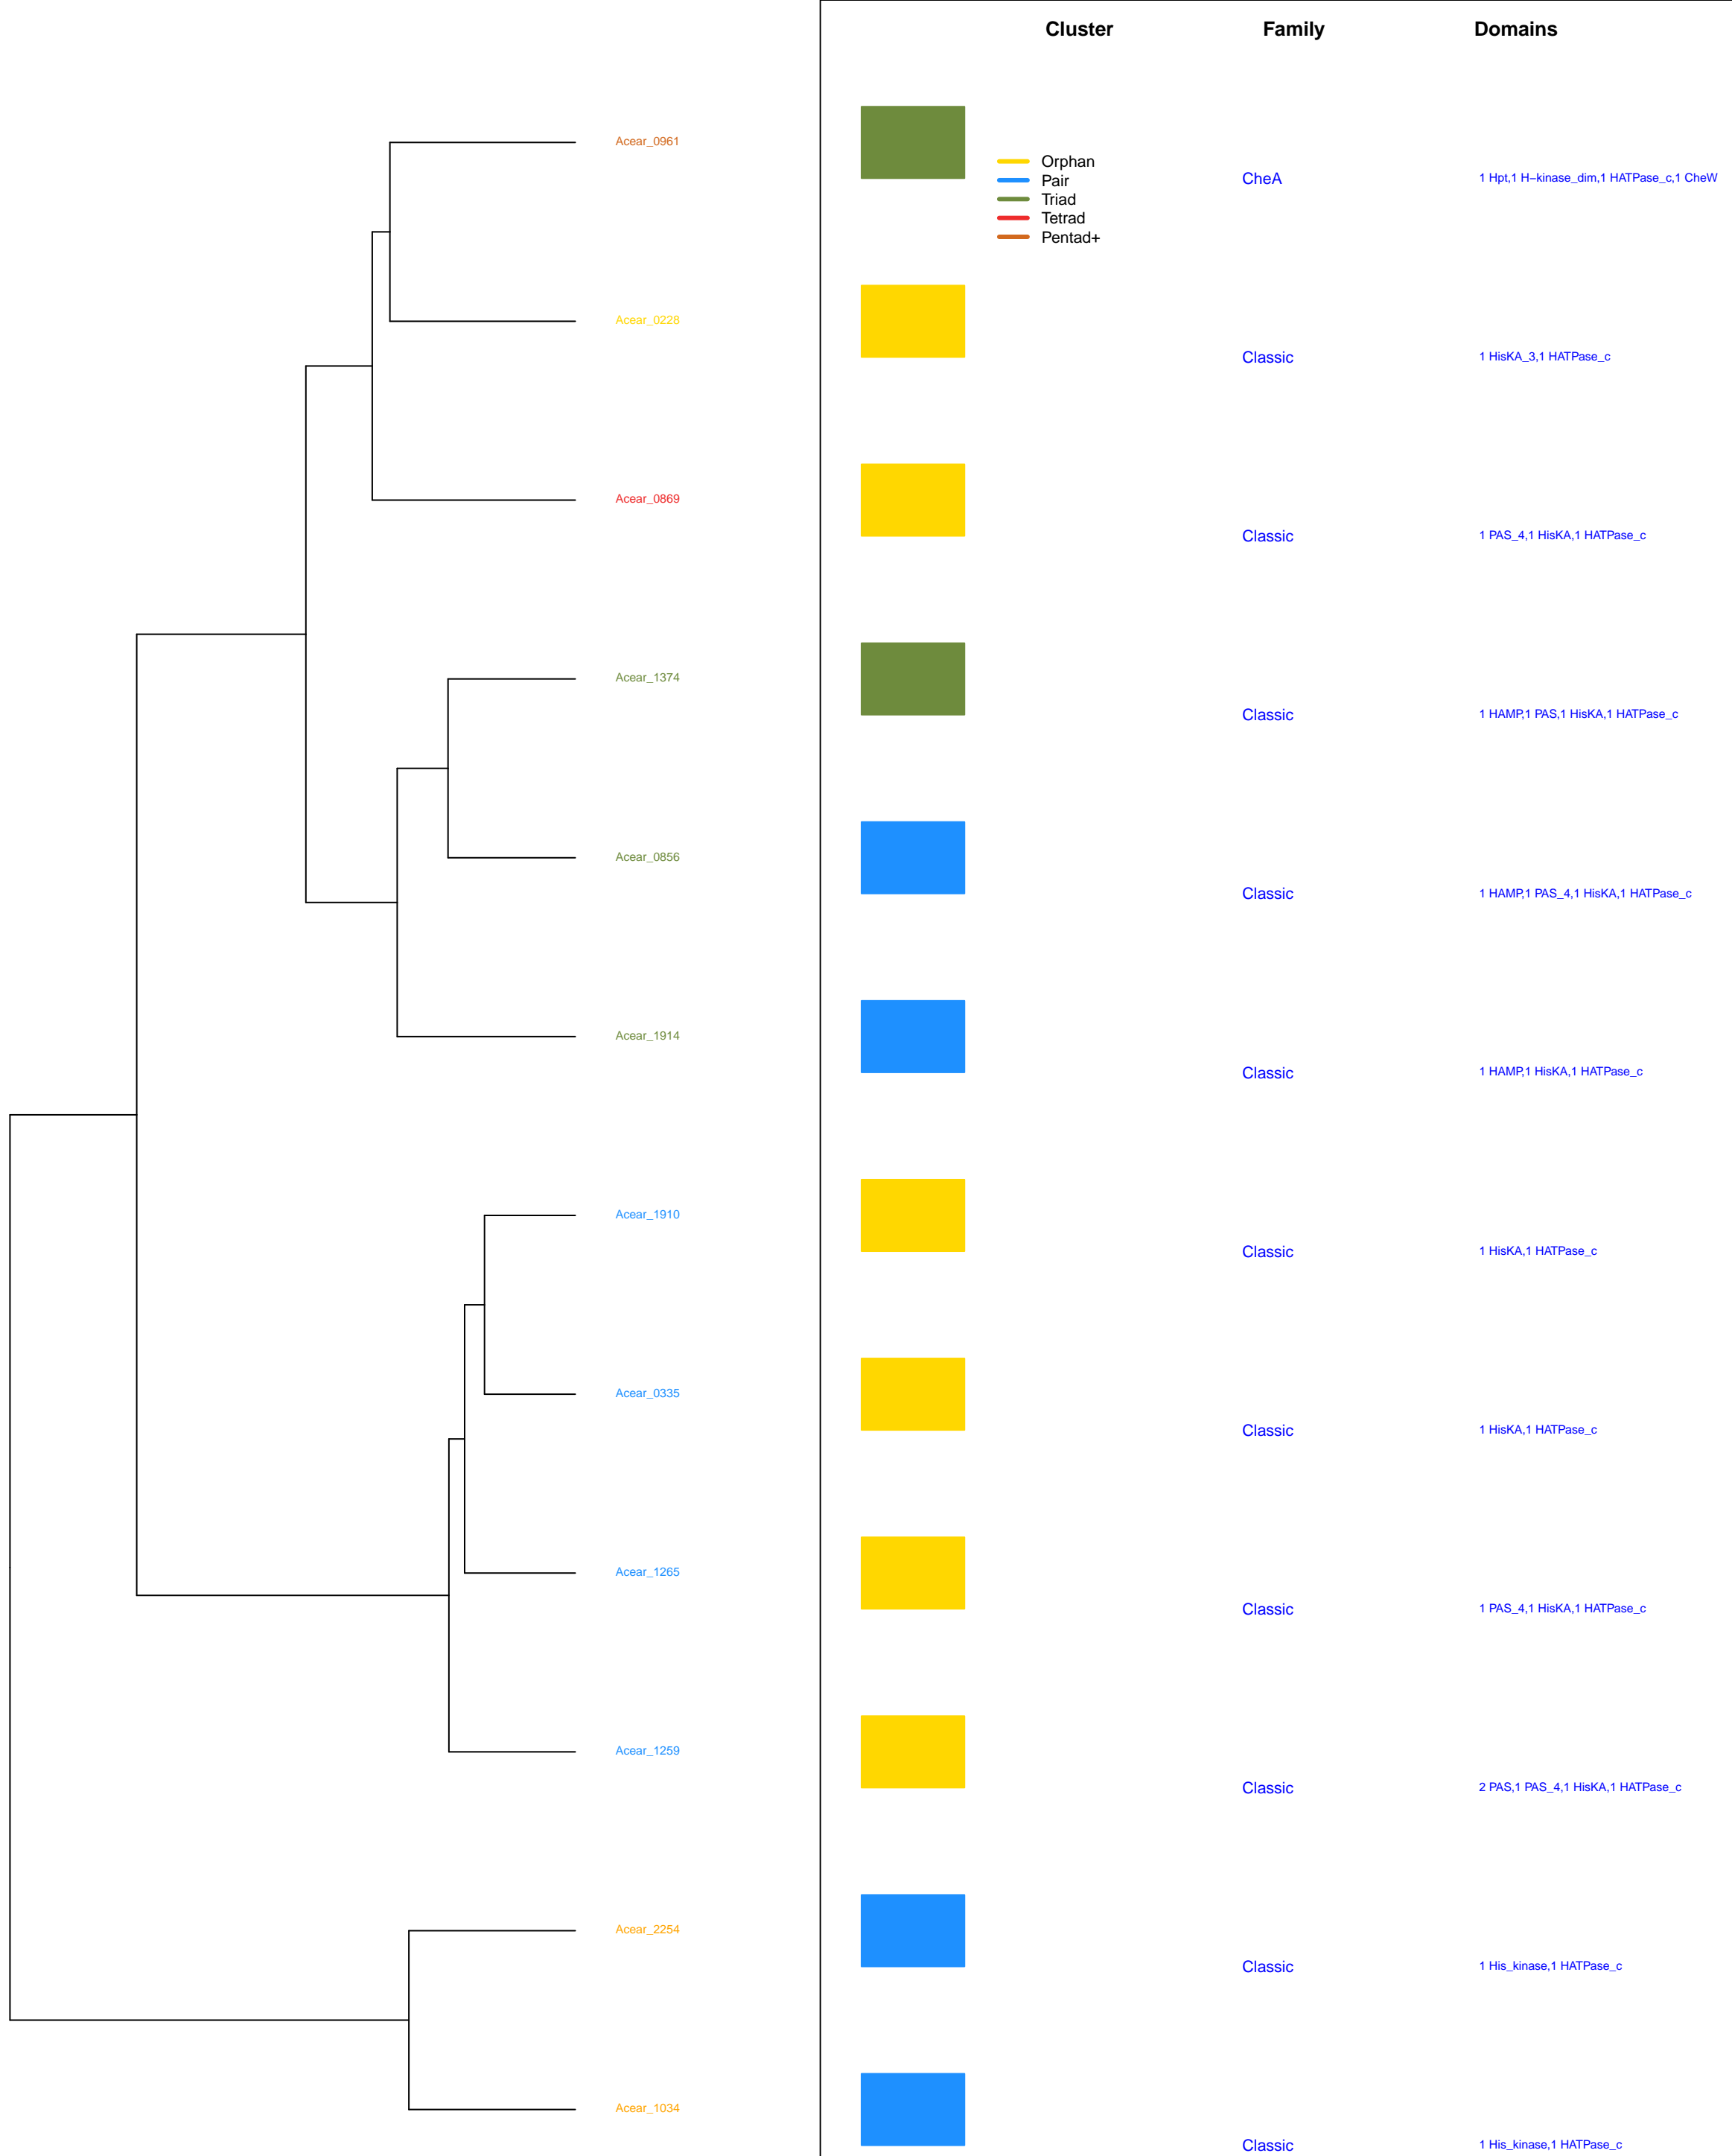 Cluster Family Domains
Acear_0961
Orphan
Pair
Triad
Tetrad
Pentad+
CheA 1 Hpt,1 H−kinase_dim,1 HATPase_c,1 CheW
Acear_0228
Classic 1 HisKA_3,1 HATPase_c
Acear_0869
Classic 1 PAS_4,1 HisKA,1 HATPase_c
Acear_1374
Classic 1 HAMP,1 PAS,1 HisKA,1 HATPase_c
Acear_0856
Classic 1 HAMP,1 PAS_4,1 HisKA,1 HATPase_c
Acear_1914
Classic 1 HAMP,1 HisKA,1 HATPase_c
Acear_1910
Classic 1 HisKA,1 HATPase_c
Acear_0335
Classic 1 HisKA,1 HATPase_c
Acear_1265
Classic 1 PAS_4,1 HisKA,1 HATPase_c
Acear_1259
Classic 2 PAS,1 PAS_4,1 HisKA,1 HATPase_c
Acear_2254
Classic 1 His_kinase,1 HATPase_c
Acear_1034
Classic 1 His_kinase,1 HATPase_c